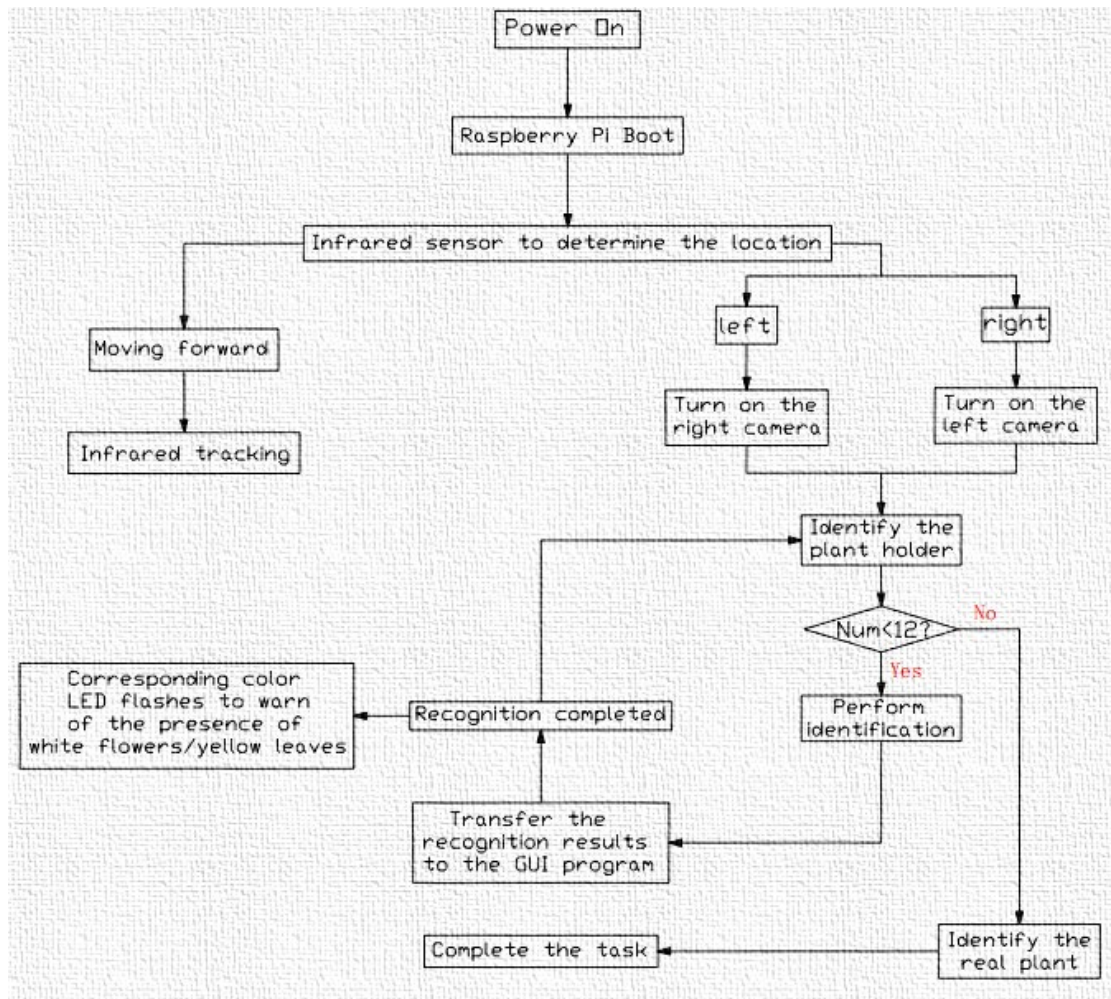 Power On
Raspberry Pi Boot
Infrared sensor to determine the location
Moving forward
Infrared tracking
left
right
Turn on the
right camera
Turn on the
left camera
Identify the
plant holder
Num<12?
No
Yes
Perform
identification
Recognition completed
Corresponding color
LED flashes to warn
of the presence of
white flowers/yellow leaves
Transfer the
recognition results
to the GUI program
Identify the
real plant
Complete the task